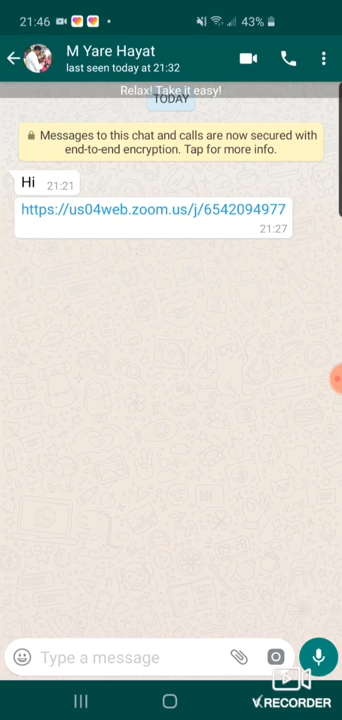 21:46
43%
M Yare Hayat
last seen today at 21:32
Relax! Take it easy!
TODAY
Messages to this chat and calls are now secured with
end-to-end encryption. Tap for more info.
Hi 21:21
https://us04web.zoom.us/j/6542094977
21:27
Type a message
VRECORDER